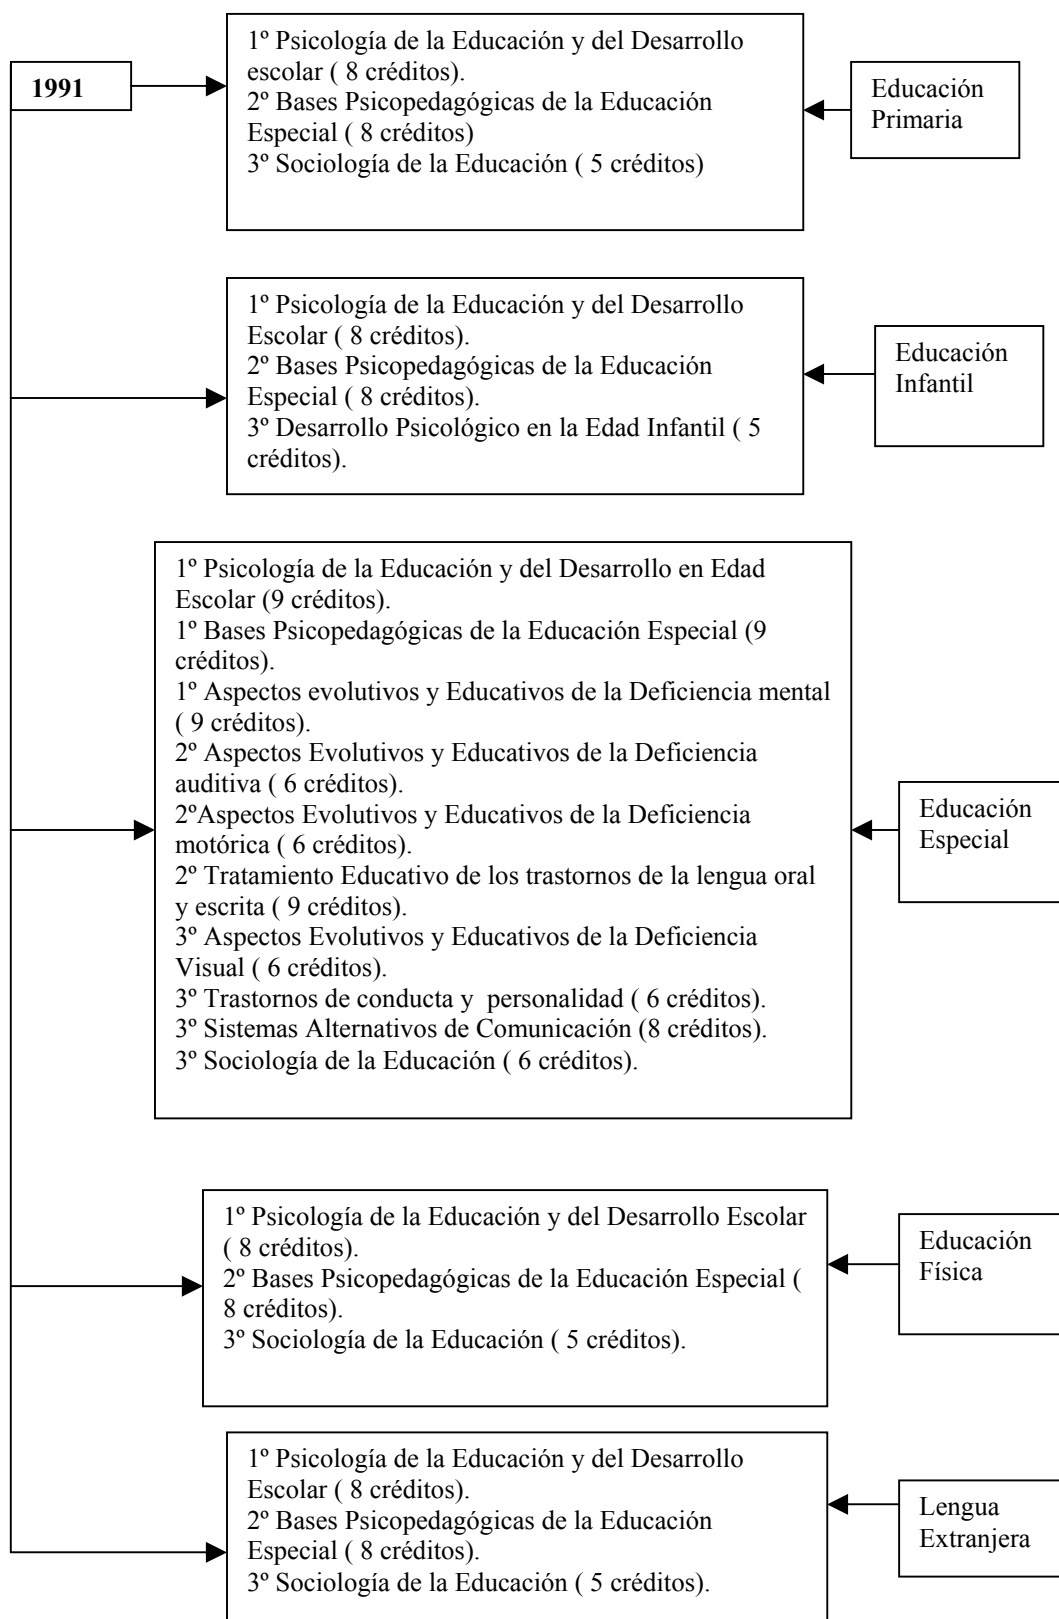 1991
1º Psicología de la Educación y del Desarrollo
escolar ( 8 créditos).
2º Bases Psicopedagógicas de la Educación
Especial ( 8 créditos)
3º Sociología de la Educación ( 5 créditos)
Educación
Primaria
1º Psicología de la Educación y del Desarrollo
Escolar ( 8 créditos).
2º Bases Psicopedagógicas de la Educación
Especial ( 8 créditos).
3º Desarrollo Psicológico en la Edad Infantil ( 5
créditos).
Educación
Infantil
1º Psicología de la Educación y del Desarrollo en Edad
Escolar (9 créditos).
1º Bases Psicopedagógicas de la Educación Especial (9
créditos).
1º Aspectos evolutivos y Educativos de la Deficiencia mental
( 9 créditos).
2º Aspectos Evolutivos y Educativos de la Deficiencia
auditiva ( 6 créditos).
2ºAspectos Evolutivos y Educativos de la Deficiencia
motórica ( 6 créditos).
2º Tratamiento Educativo de los trastornos de la lengua oral
y escrita ( 9 créditos).
3º Aspectos Evolutivos y Educativos de la Deficiencia
Visual ( 6 créditos).
3º Trastornos de conducta y  personalidad ( 6 créditos).
3º Sistemas Alternativos de Comunicación (8 créditos).
3º Sociología de la Educación ( 6 créditos).
Educación
Especial
1º Psicología de la Educación y del Desarrollo Escolar
( 8 créditos).
2º Bases Psicopedagógicas de la Educación Especial (
8 créditos).
3º Sociología de la Educación ( 5 créditos).
Educación
Física
1º Psicología de la Educación y del Desarrollo
Escolar ( 8 créditos).
2º Bases Psicopedagógicas de la Educación
Especial ( 8 créditos).
3º Sociología de la Educación ( 5 créditos).
Lengua
Extranjera